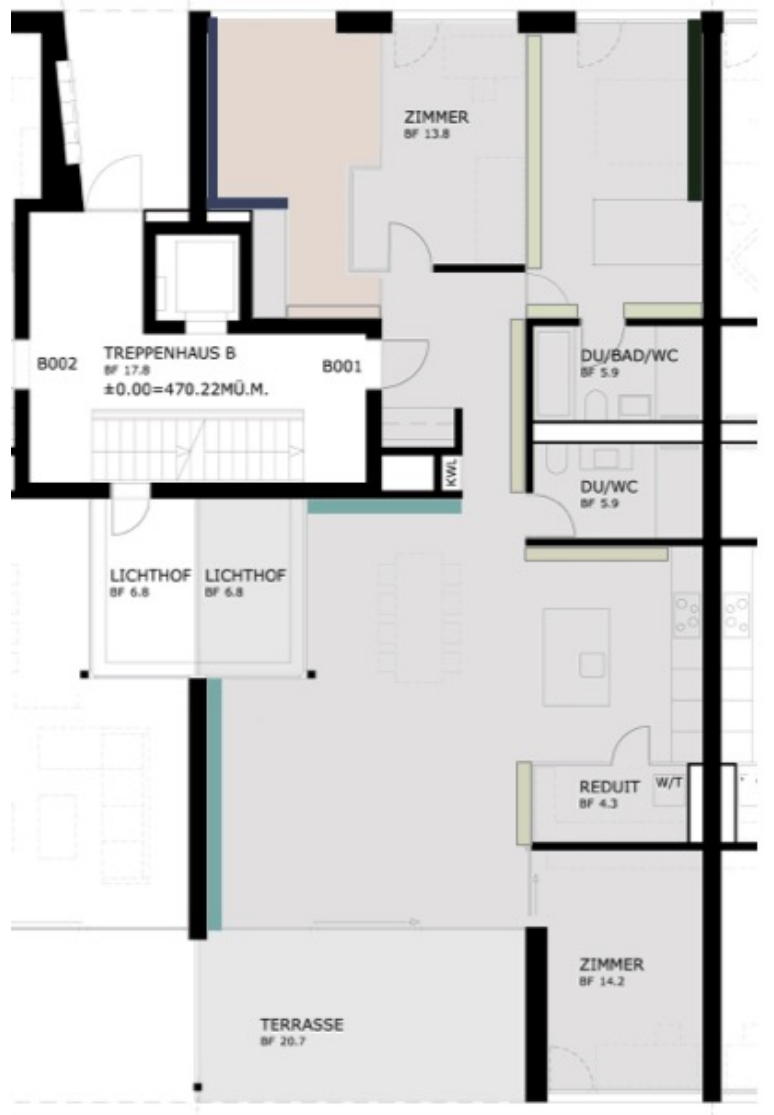 ZIMMER
BF 13.8
B002
TREPPENHAUS B
BF 17.8
±0.00=470.22MÜ.M.
B001
DU/BAD/WC
BF 5.9
KWL
DU/WC
BF 5.9
LICHTHOF
BF 6.8
LICHTHOF
BF 6.8
REDUIT
BF 4.3
W/T
ZIMMER
BF 14.2
TERRASSE
BF 20.7